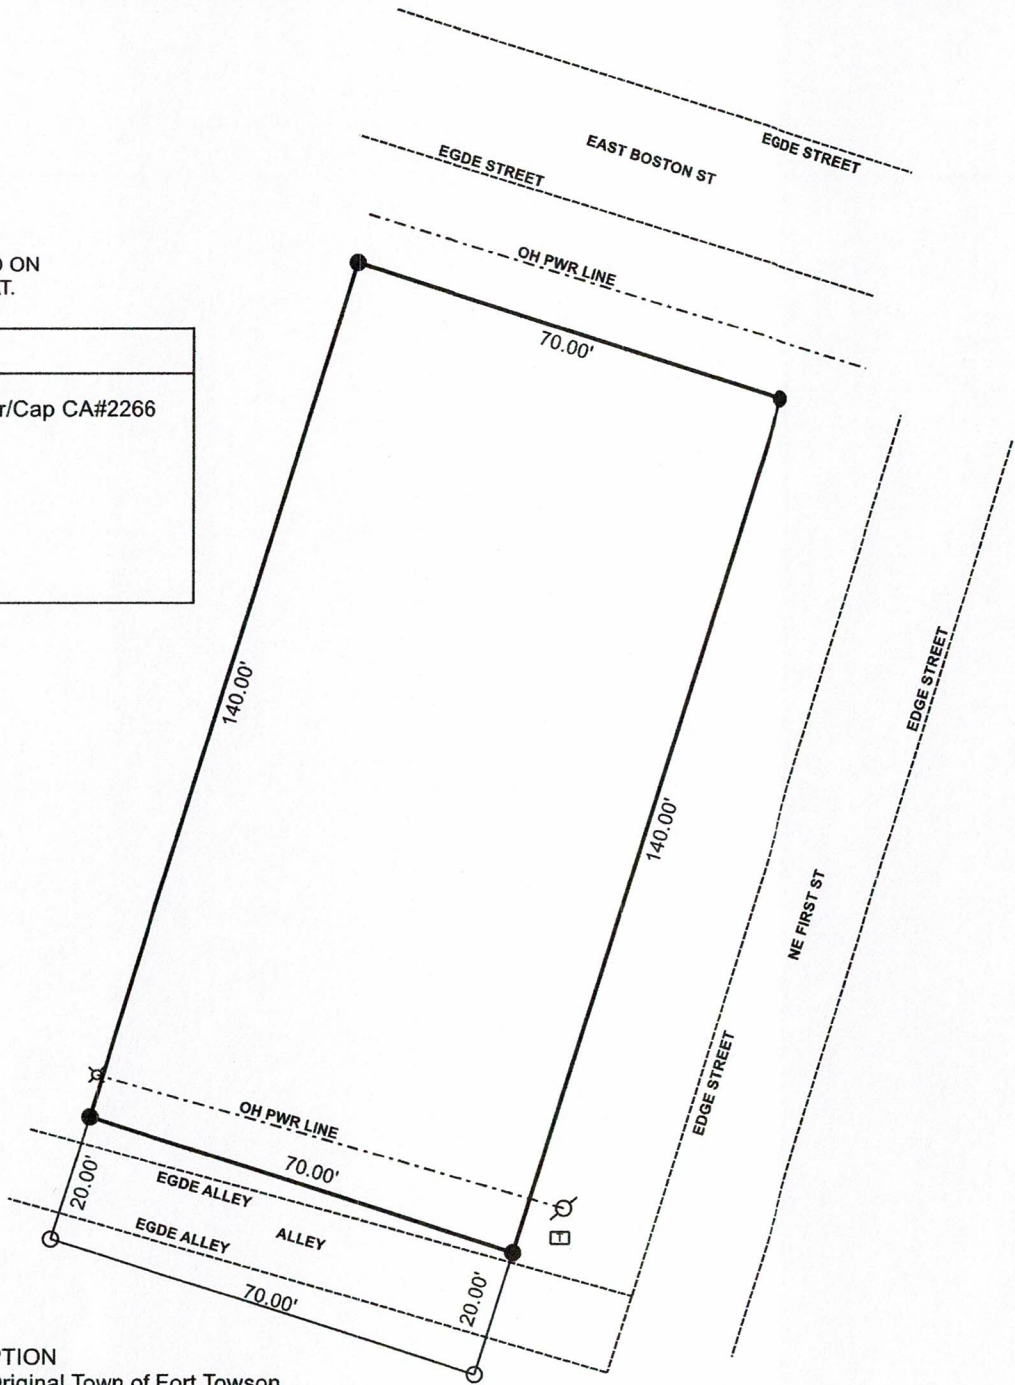 EGDE STREET
EAST BOSTON ST
EGDE STREET
OH PWR LINE
ON
T.
70.00'
r/Cap CA#2266
140.00'
EDGE STREET
140.00'
NE FIRST ST
EDGE STREET
OH PWR LINE
70.00'
20.00'
EGDE ALLEY
EGDE ALLEY
ALLEY
T
70.00'
20.00'
PTION
Original Town of Fort Towson